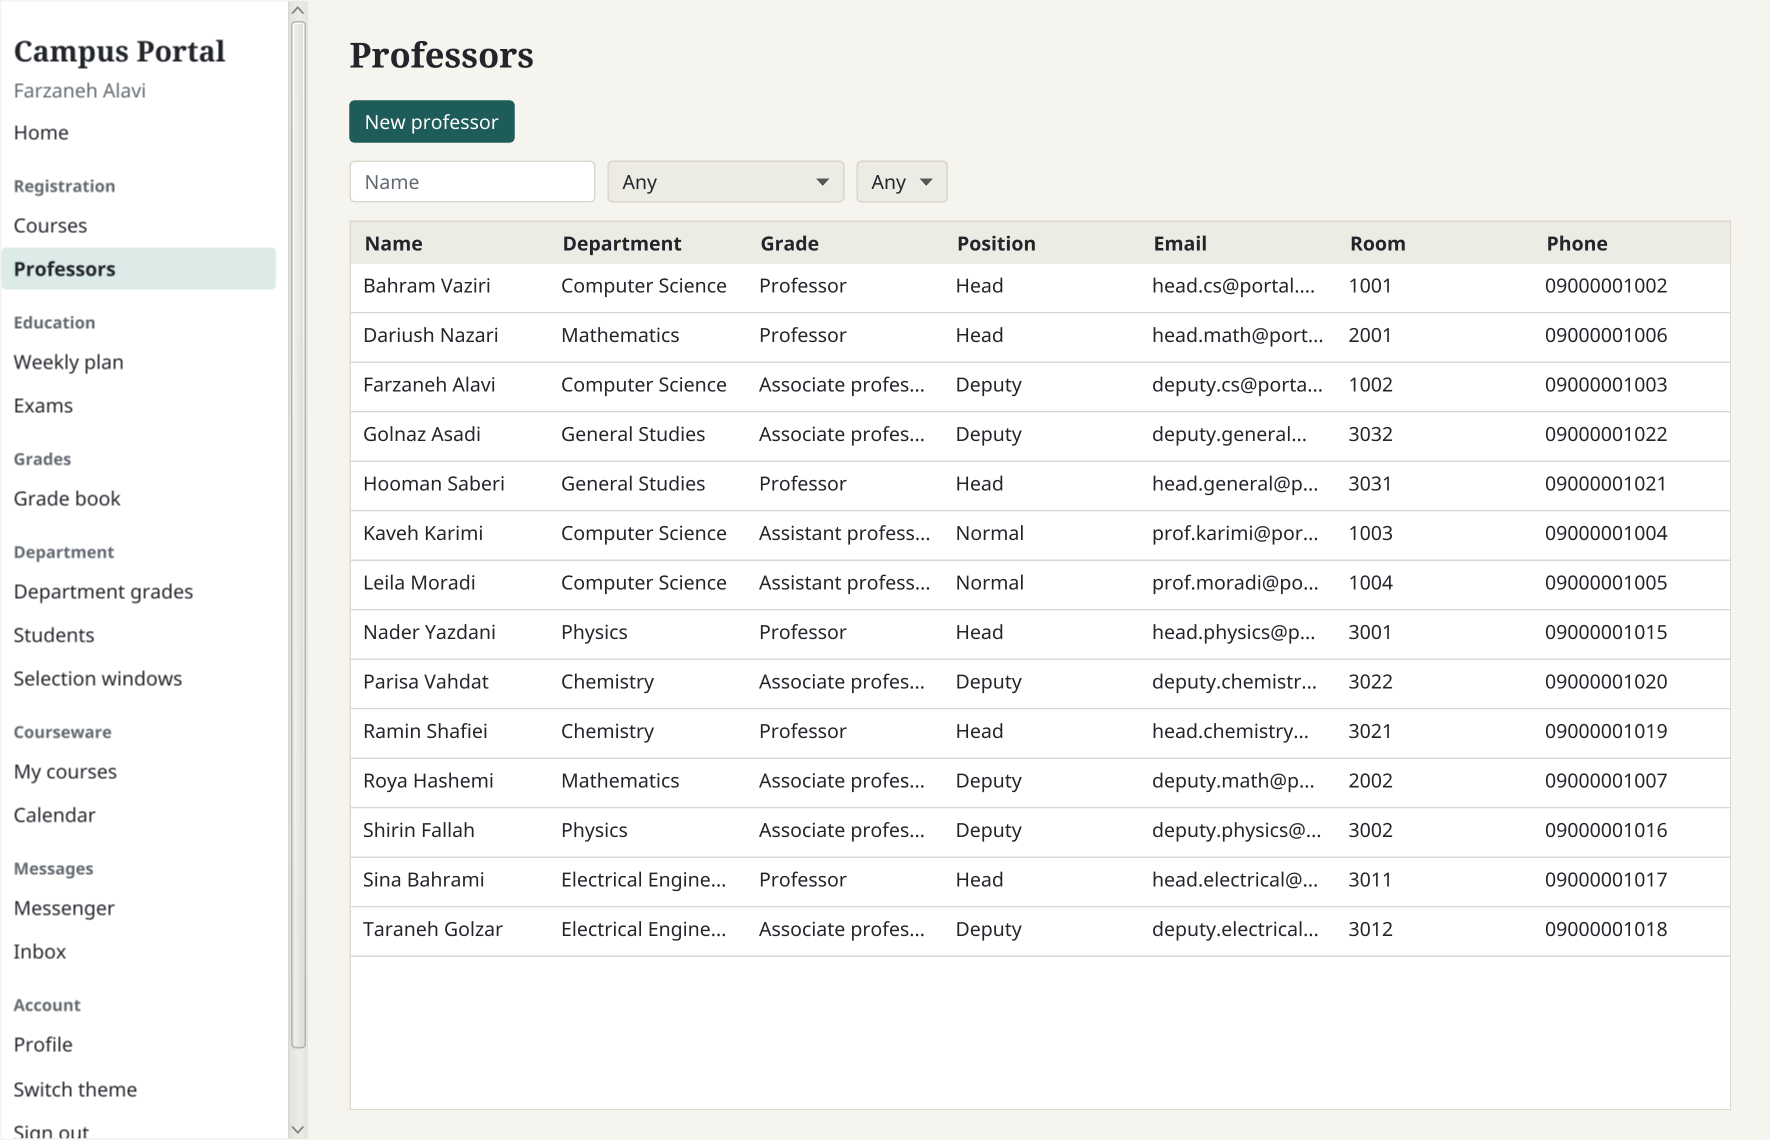 Campus Portal
Farzaneh Alavi
Home
Registration
Courses
Professors
Education
Weekly plan
Exams
Grades
Grade book
Department
Department grades
Students
Selection windows
Courseware
My courses
Calendar
Messages
Messenger
Inbox
Account
Profile
Switch theme
Sign out
Professors
New professor
Name Any Any
Name Department Grade Position Email Room Phone
Bahram Vaziri Computer Science Professor Head head.cs@portal.... 1001 09000001002
Dariush Nazari Mathematics Professor Head head.math@port... 2001 09000001006
Farzaneh Alavi Computer Science Associate profes... Deputy deputy.cs@porta... 1002 09000001003
Golnaz Asadi General Studies Associate profes... Deputy deputy.general... 3032 09000001022
Hooman Saberi General Studies Professor Head head.general@p... 3031 09000001021
Kaveh Karimi Computer Science Assistant profess... Normal prof.karimi@por... 1003 09000001004
Leila Moradi Computer Science Assistant profess... Normal prof.moradi@po... 1004 09000001005
Nader Yazdani Physics Professor Head head.physics@p... 3001 09000001015
Parisa Vahdat Chemistry Associate profes... Deputy deputy.chemistr... 3022 09000001020
Ramin Shafiei Chemistry Professor Head head.chemistry... 3021 09000001019
Roya Hashemi Mathematics Associate profes... Deputy deputy.math@p... 2002 09000001007
Shirin Fallah Physics Associate profes... Deputy deputy.physics@... 3002 09000001016
Sina Bahrami Electrical Engine... Professor Head head.electrical@... 3011 09000001017
Taraneh Golzar Electrical Engine... Associate profes... Deputy deputy.electrical... 3012 09000001018